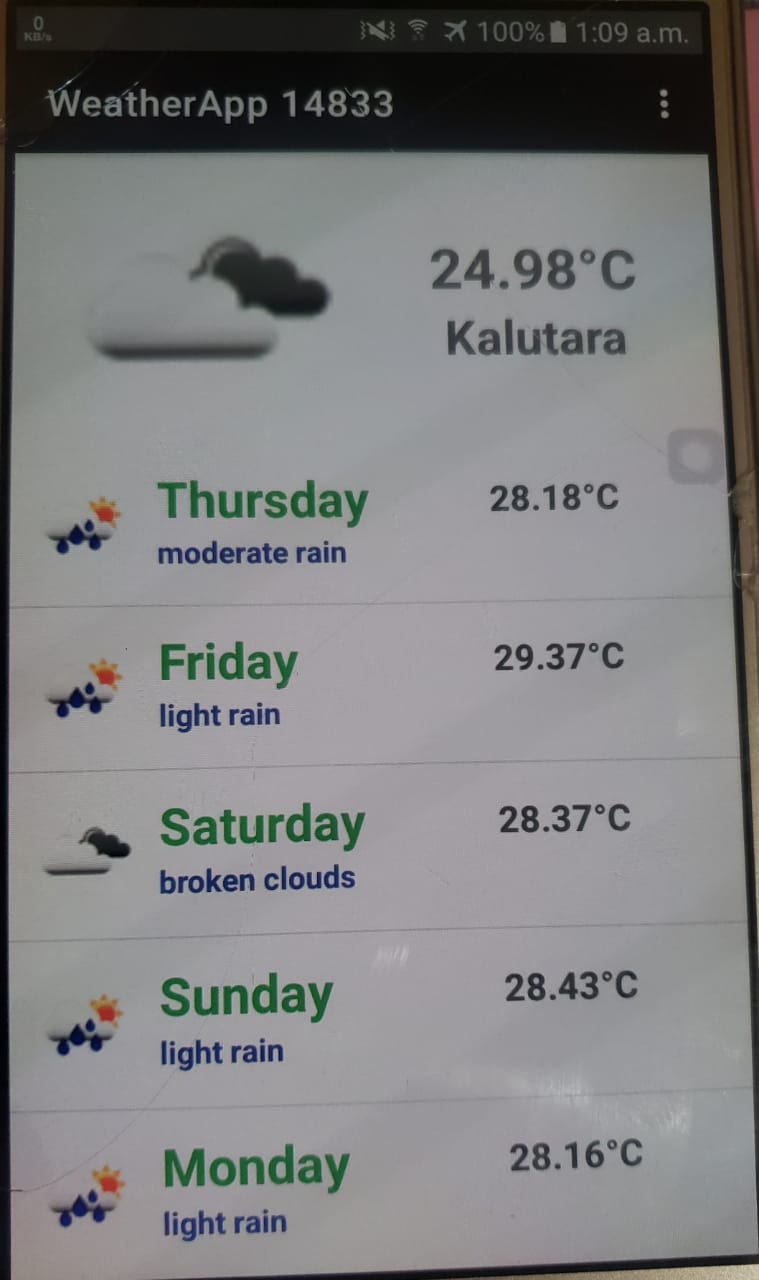 0
KB/s
100% 1:09 a.m.
WeatherApp 14833
24.98°C
Kalutara
Thursday 28.18°C
moderate rain
Friday 29.37°C
light rain
Saturday 28.37°C
broken clouds
Sunday 28.43°C
light rain
Monday 28.16°C
light rain